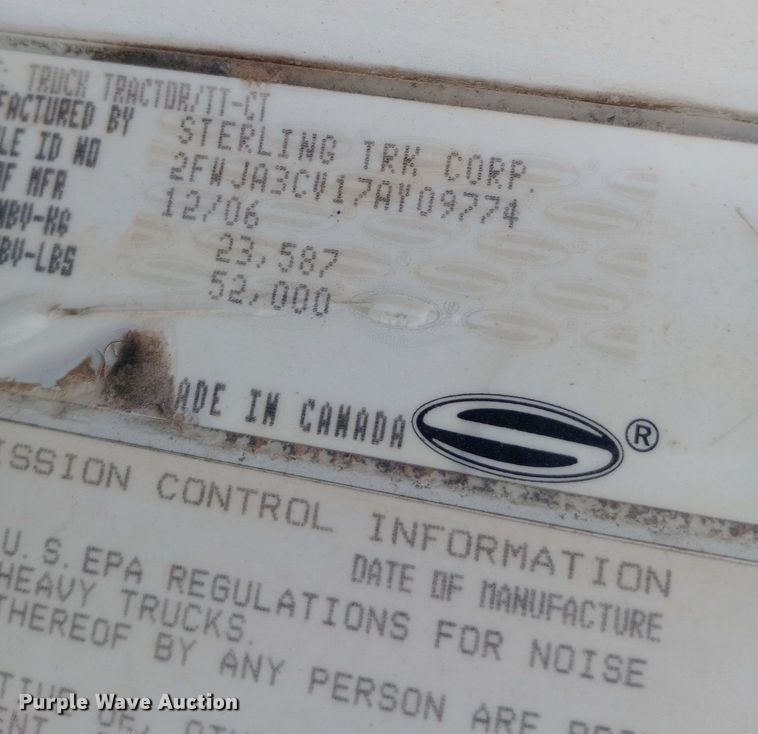 TRUCK TRACTOR/TT-CT
FACTURED BY STERLING TRK CORP.
LE ID NO 2FWJA3CV17AY09774
OF MFR 12/06
WBV-KG 23,587
BV-LBS 52,000
ADE IN CANADA ®
ISSION CONTROL INFORMATION
DATE OF MANUFACTURE
U.S. EPA REGULATIONS FOR NOISE
HEAVY TRUCKS.
THEREOF BY ANY PERSON ARE
Purple Wave Auction